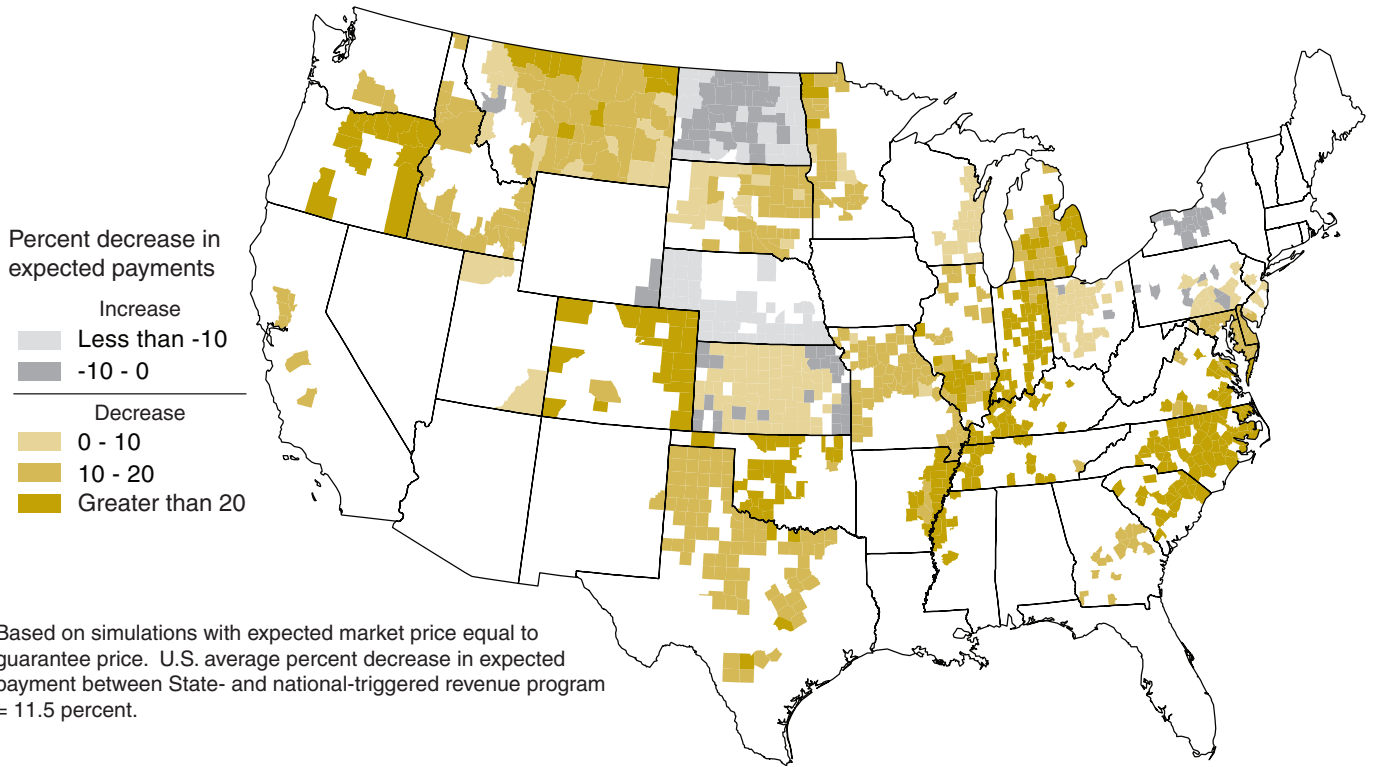 Percent decrease in
expected payments
Increase
Less than -10
-10 - 0
Decrease
0 - 10
10 - 20
Greater than 20
Based on simulations with expected market price equal to
guarantee price. U.S. average percent decrease in expected
payment between State- and national-triggered revenue program
= 11.5 percent.